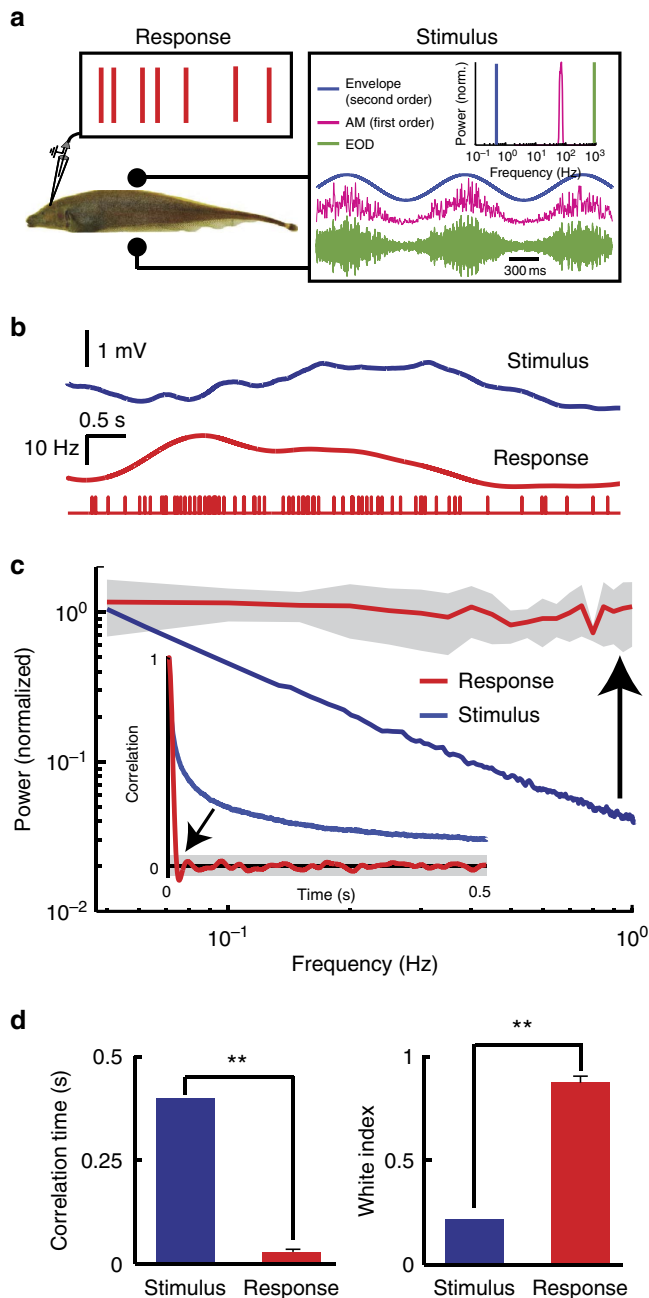 a
Response
Stimulus
Envelope
(second order)
AM (first order)
EOD
Power (norm.)
10⁻¹ 10⁰ 10¹ 10² 10³
Frequency (Hz)
300 ms
b
1 mV
Stimulus
0.5 s
10 Hz
Response
c
10⁰
10⁻¹
10⁻²
Power (normalized)
Response
Stimulus
1
Correlation
0
0
Time (s)
0.5
10⁻¹
10⁰
Frequency (Hz)
d
0.5
0.25
0
Correlation time (s)
**
Stimulus
Response
1
0.5
0
White index
**
Stimulus
Response